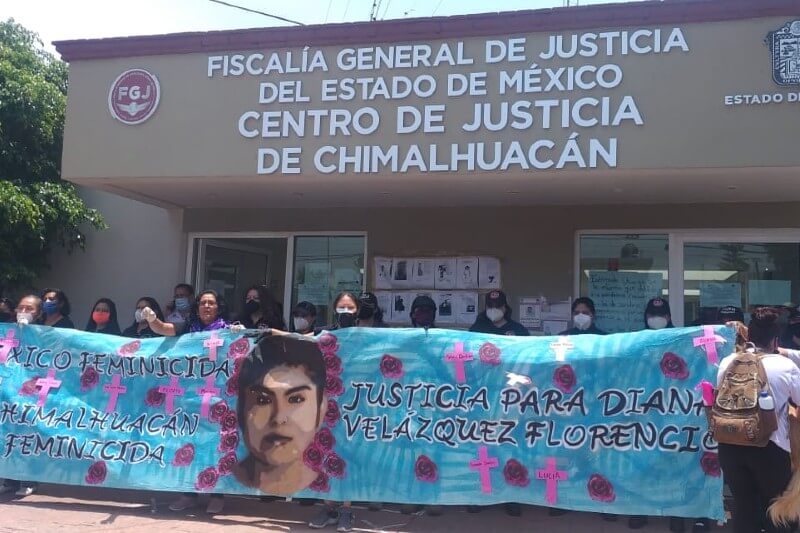 FISCALÍA GENERAL DE JUSTICIA
DEL ESTADO DE MÉXICO
CENTRO DE JUSTICIA
DE CHIMALHUACÁN
FGJ
ESTADO DE
XICO FEMINICIDA
HIMALHUACÁN
FEMINICIDA
JUSTICIA PARA DIANA
VELÁZQUEZ FLORENCIO
LUCÍA